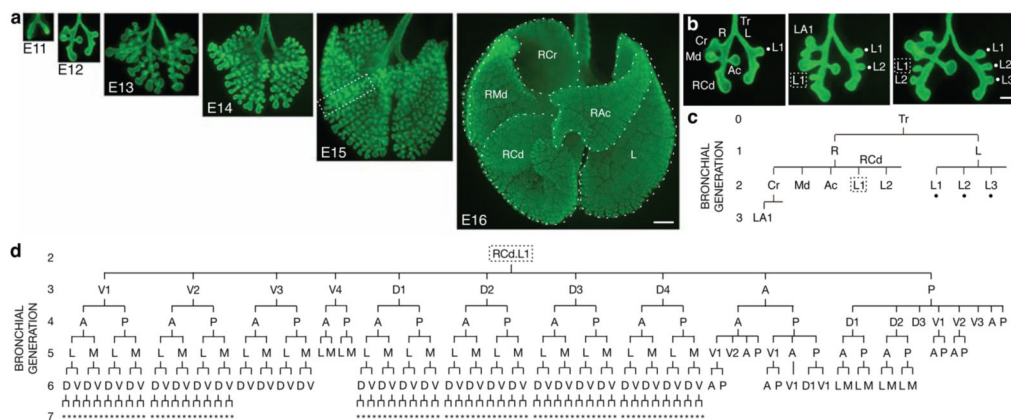 a
E11
E12
E13
E14
E15
RCr
RMd
RAc
RCd
L
E16
b
Tr
R L
Cr
Md
Ac
RCd
L1
L2
LA1
L1
L1
L2
L1
L2
L1
L2
L3
c
BRONCHIAL GENERATION
0 Tr
1 R L
RCd
2 Cr Md Ac L1 L2 L1 L2 L3
3 LA1
d
BRONCHIAL GENERATION
2 RCd.L1
3 V1 V2 V3 V4 D1 D2 D3 D4 A P
4 A P A P A P A P A P A P A P A P A P D1 D2 D3 V1 V2 V3 A P
5 L M L M L M L M L M L M L M L M L M L M L M L M L M L M L M L M V1 V2 A P V1 A P A P A P A P A P
6 D V D V D V D V D V D V D V D V D V D V D V D V D V D V D V D V D V D V D V D V D V D V D V D V D V D V D V D V A P A P V1 D1 V1 L M L M L M L M
7